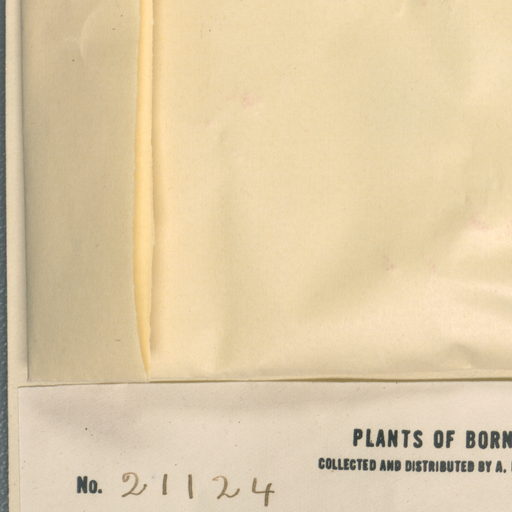 PLANTS OF BORN
COLLECTED AND DISTRIBUTED BY A.
No. 21124